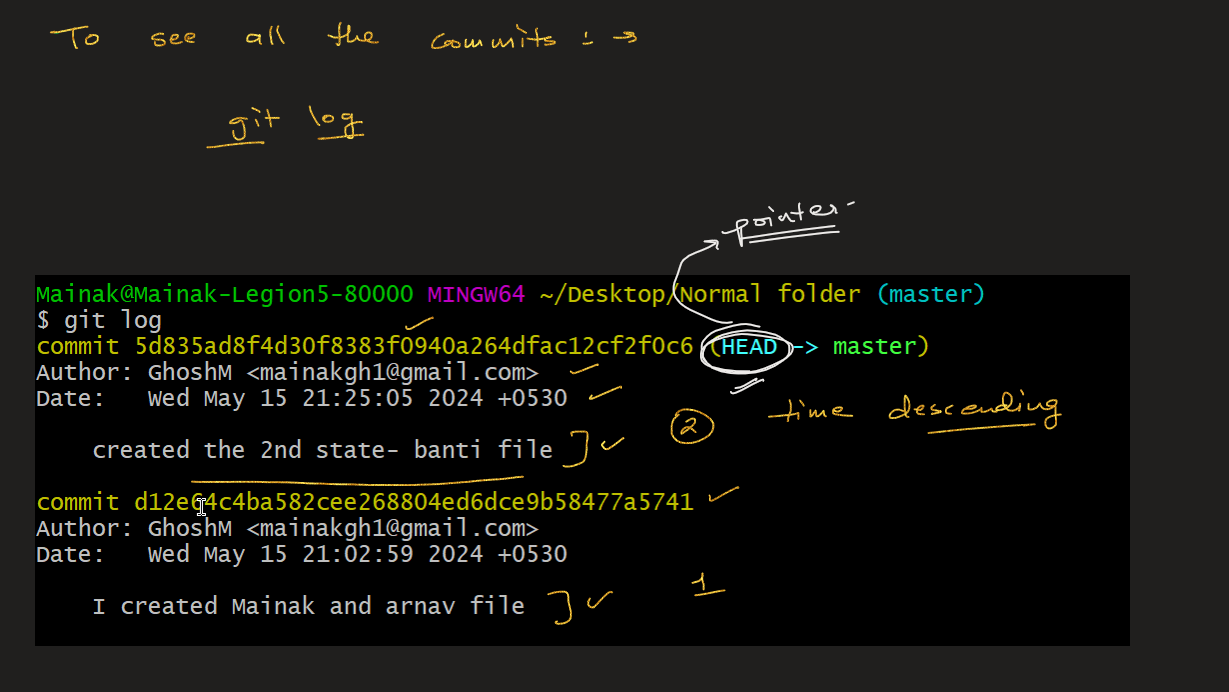 To see all the commits : →
git log
pointer
Mainak@Mainak-Legion5-80000 MINGW64 ~/Desktop/Normal folder (master)
$ git log
commit 5d835ad8f4d30f8383f0940a264dfac12cf2f0c6 (HEAD -> master)
Author: GhoshM <mainakgh1@gmail.com>
Date:   Wed May 15 21:25:05 2024 +0530
2 time descending
created the 2nd state- banti file
commit d12e64c4ba582cee268804ed6dce9b58477a5741
Author: GhoshM <mainakgh1@gmail.com>
Date:   Wed May 15 21:02:59 2024 +0530
1
I created Mainak and arnav file